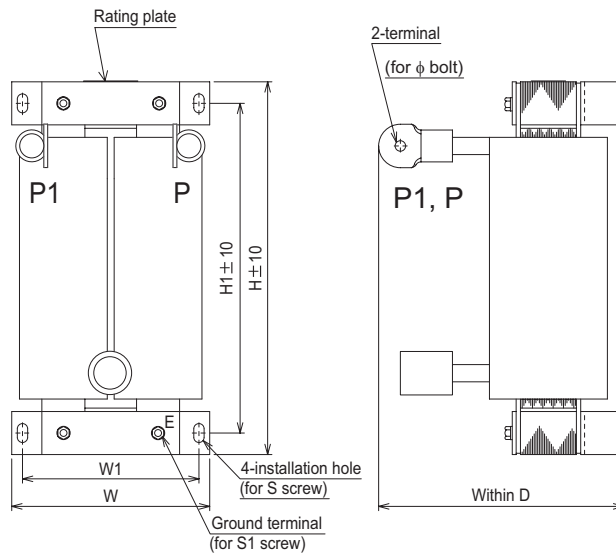 Rating plate
2-terminal
(for φ bolt)
P1
P
P1, P
H1±10
H±10
E
W1
W
4-installation hole
(for S screw)
Ground terminal
(for S1 screw)
Within D